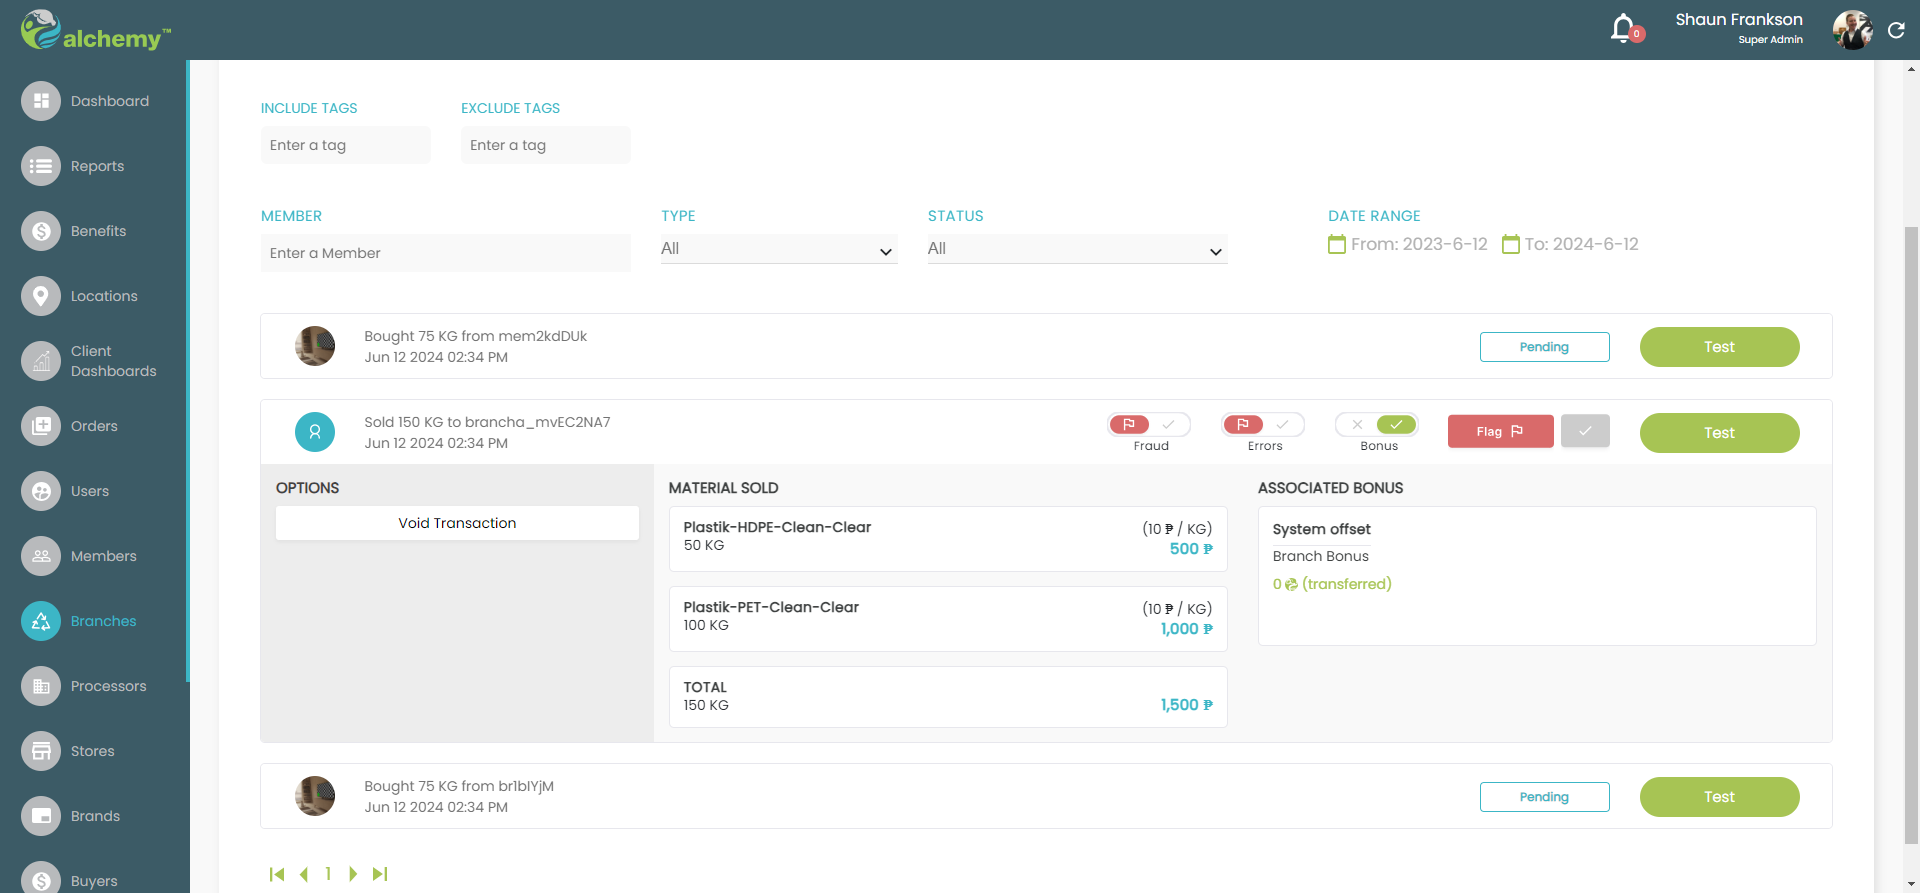 alchemy™
0
Shaun Frankson
Super Admin
Dashboard
Reports
Benefits
Locations
Client
Dashboards
Orders
Users
Members
Branches
Processors
Stores
Brands
Buyers
INCLUDE TAGS
EXCLUDE TAGS
Enter a tag
Enter a tag
MEMBER
TYPE
STATUS
DATE RANGE
Enter a Member
All
All
From: 2023-6-12
To: 2024-6-12
Bought 75 KG from mem2kdDUk
Jun 12 2024 02:34 PM
Pending
Test
Sold 150 KG to brancha_mvEC2NA7
Jun 12 2024 02:34 PM
Fraud
Errors
Bonus
Flag
Test
OPTIONS
Void Transaction
MATERIAL SOLD
Plastik-HDPE-Clean-Clear
(10 ₱ / KG)
50 KG
500 ₱
Plastik-PET-Clean-Clear
(10 ₱ / KG)
100 KG
1,000 ₱
TOTAL
150 KG
1,500 ₱
ASSOCIATED BONUS
System offset
Branch Bonus
0 (transferred)
Bought 75 KG from br1bIYjM
Jun 12 2024 02:34 PM
Pending
Test
1